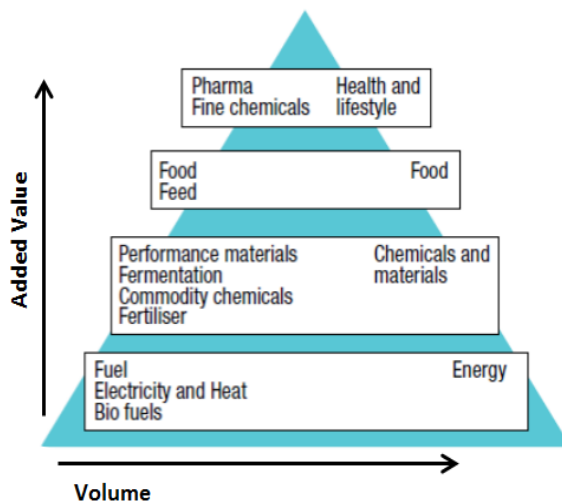 Added Value
Pharma Health and
Fine chemicals lifestyle
Food Food
Feed
Performance materials Chemicals and
Fermentation materials
Commodity chemicals
Fertiliser
Fuel Energy
Electricity and Heat
Bio fuels
Volume